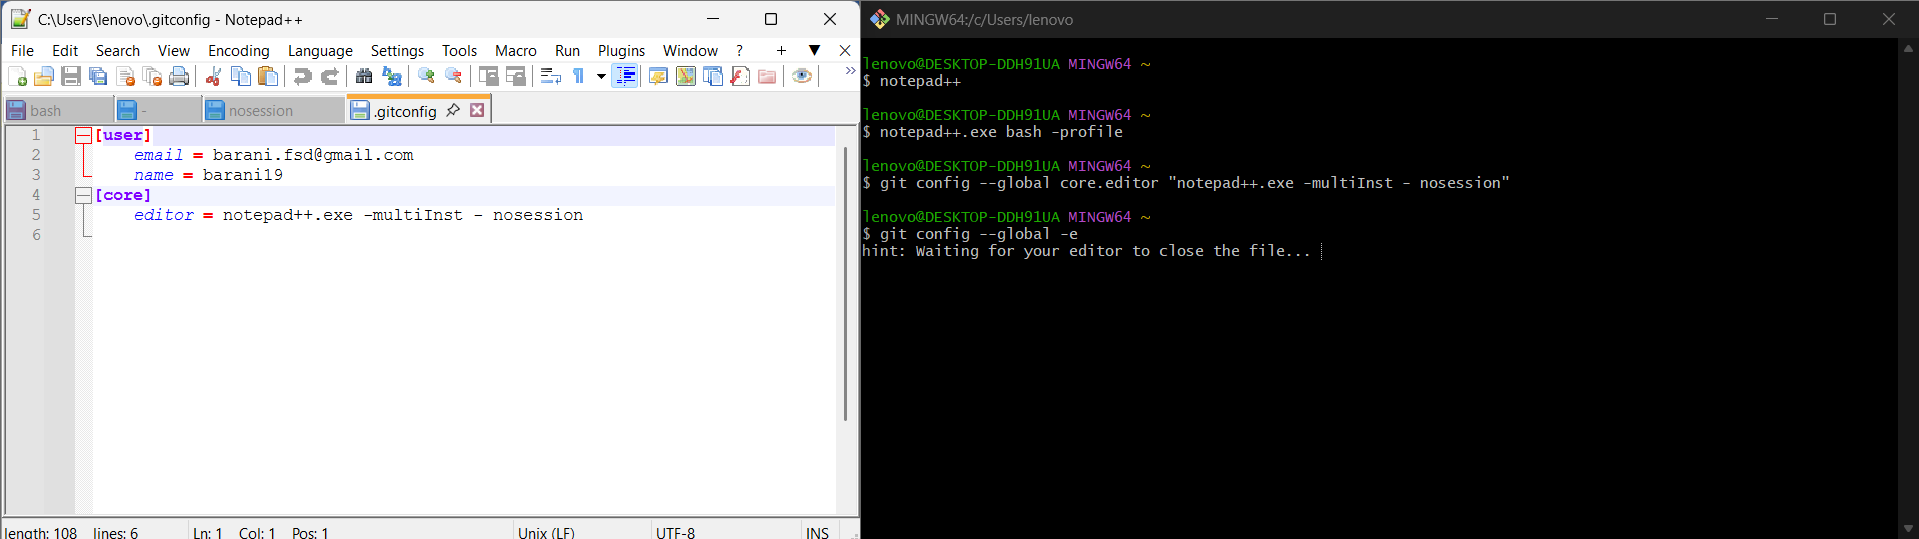 C:\Users\lenovo\.gitconfig - Notepad++
File Edit Search View Encoding Language Settings Tools Macro Run Plugins Window ?
bash - nosession .gitconfig
1 [user]
2 email = barani.fsd@gmail.com
3 name = barani19
4 [core]
5 editor = notepad++.exe -multiInst - nosession
6
length: 108 lines: 6 Ln: 1 Col: 1 Pos: 1 Unix (LF) UTF-8 INS
MINGW64:/c/Users/lenovo
lenovo@DESKTOP-DDH91UA MINGW64 ~
$ notepad++
lenovo@DESKTOP-DDH91UA MINGW64 ~
$ notepad++.exe bash -profile
lenovo@DESKTOP-DDH91UA MINGW64 ~
$ git config --global core.editor "notepad++.exe -multiInst - nosession"
lenovo@DESKTOP-DDH91UA MINGW64 ~
$ git config --global -e
hint: Waiting for your editor to close the file...